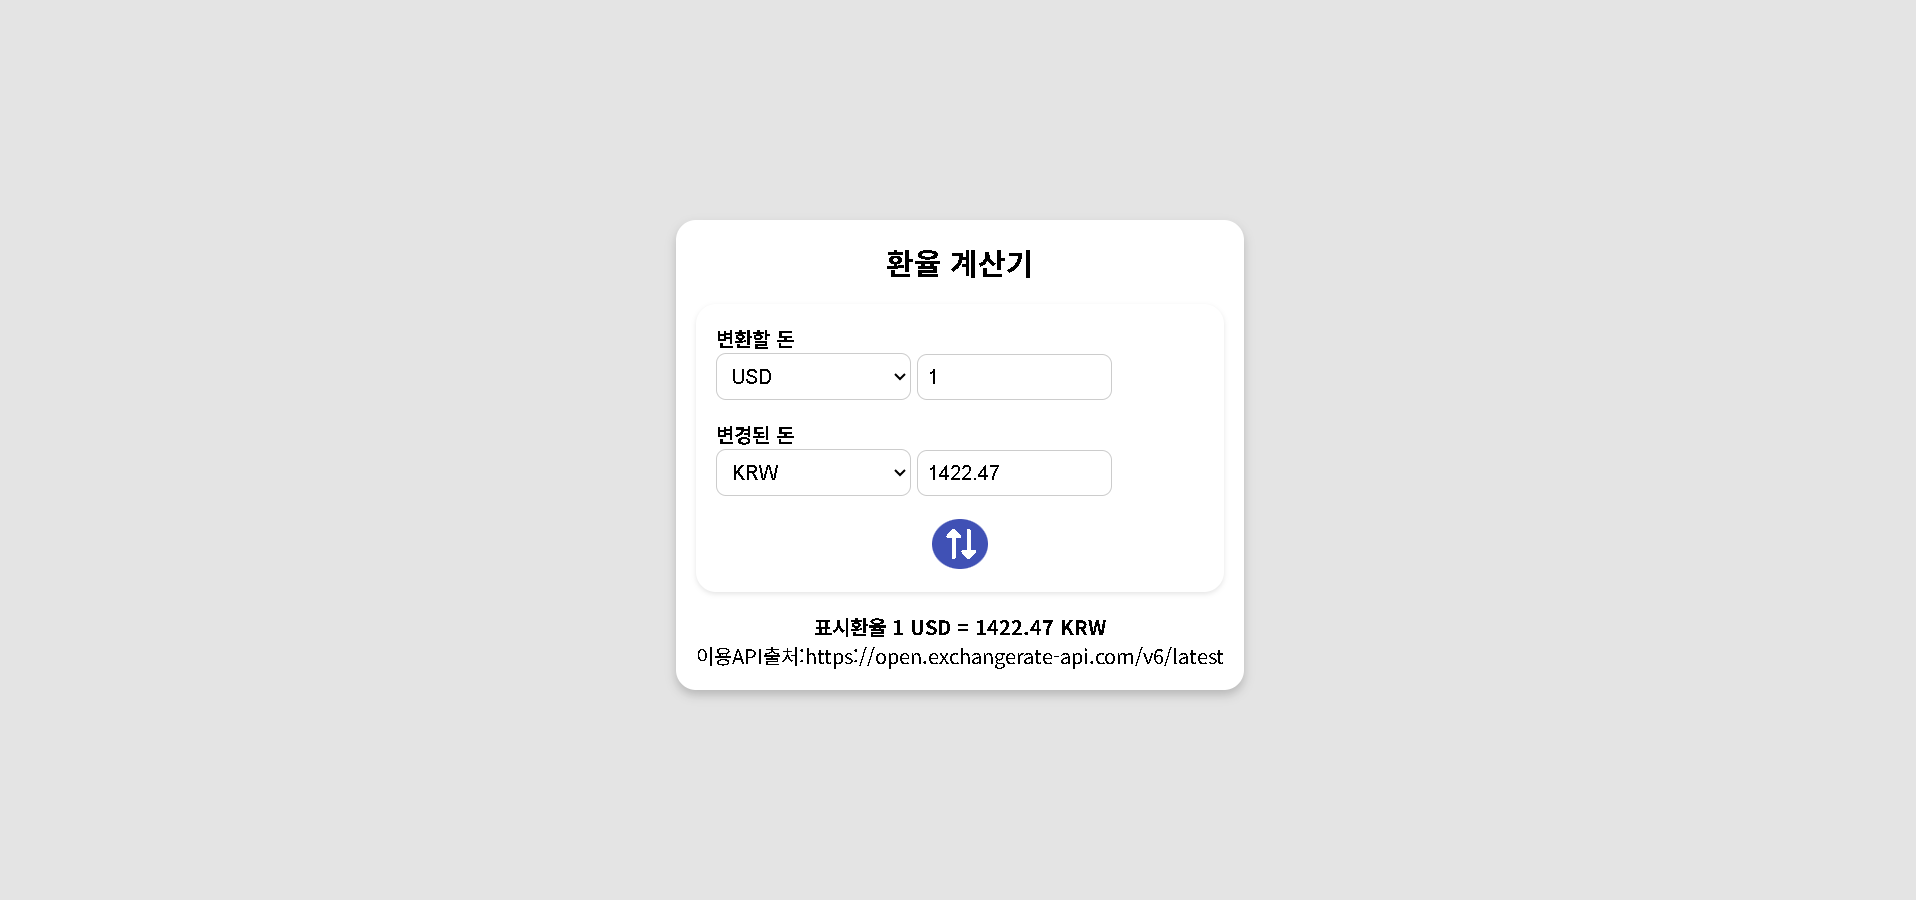 환율 계산기
변환할 돈
USD 1
변경된 돈
KRW 1422.47
표시환율 1 USD = 1422.47 KRW
이용API출처:https://open.exchangerate-api.com/v6/latest